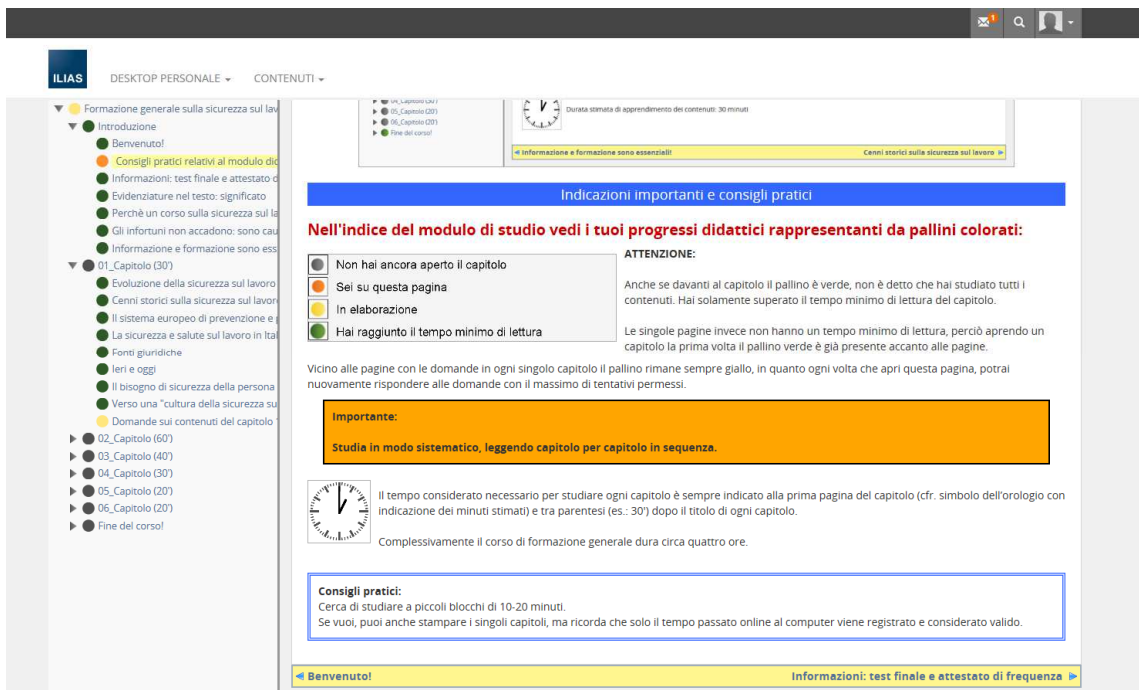 1
ILIAS
DESKTOP PERSONALE
CONTENUTI
Formazione generale sulla sicurezza sul lav
Introduzione
Benvenuto!
Consigli pratici relativi al modulo did
Informazioni: test finale e attestato d
Evidenziature nel testo: significato
Perchè un corso sulla sicurezza sul la
Gli infortuni non accadono: sono cau
Informazione e formazione sono ess
01_Capitolo (30')
Evoluzione della sicurezza sul lavoro
Cenni storici sulla sicurezza sul lavor
Il sistema europeo di prevenzione e p
La sicurezza e salute sul lavoro in Ital
Fonti giuridiche
Ieri e oggi
Il bisogno di sicurezza della persona
Verso una "cultura della sicurezza su
Domande sui contenuti del capitolo
02_Capitolo (60')
03_Capitolo (40')
04_Capitolo (30')
05_Capitolo (20')
06_Capitolo (20')
Fine del corso!
04_Capitolo (30')
05_Capitolo (20')
06_Capitolo (20')
Fine del corso!
Durata stimata di apprendimento dei contenuti: 30 minuti
Informazione e formazione sono essenziali!
Cenni storici sulla sicurezza sul lavoro
Indicazioni importanti e consigli pratici
Nell'indice del modulo di studio vedi i tuoi progressi didattici rappresentanti da pallini colorati:
Non hai ancora aperto il capitolo
Sei su questa pagina
In elaborazione
Hai raggiunto il tempo minimo di lettura
ATTENZIONE:
Anche se davanti al capitolo il pallino è verde, non è detto che hai studiato tutti i
contenuti. Hai solamente superato il tempo minimo di lettura del capitolo.
Le singole pagine invece non hanno un tempo minimo di lettura, perciò aprendo un
capitolo la prima volta il pallino verde è già presente accanto alle pagine.
Vicino alle pagine con le domande in ogni singolo capitolo il pallino rimane sempre giallo, in quanto ogni volta che apri questa pagina, potrai
nuovamente rispondere alle domande con il massimo di tentativi permessi.
Importante:
Studia in modo sistematico, leggendo capitolo per capitolo in sequenza.
Il tempo considerato necessario per studiare ogni capitolo è sempre indicato alla prima pagina del capitolo (cfr. simbolo dell'orologio con
indicazione dei minuti stimati) e tra parentesi (es.: 30') dopo il titolo di ogni capitolo.
Complessivamente il corso di formazione generale dura circa quattro ore.
Consigli pratici:
Cerca di studiare a piccoli blocchi di 10-20 minuti.
Se vuoi, puoi anche stampare i singoli capitoli, ma ricorda che solo il tempo passato online al computer viene registrato e considerato valido.
Benvenuto!
Informazioni: test finale e attestato di frequenza